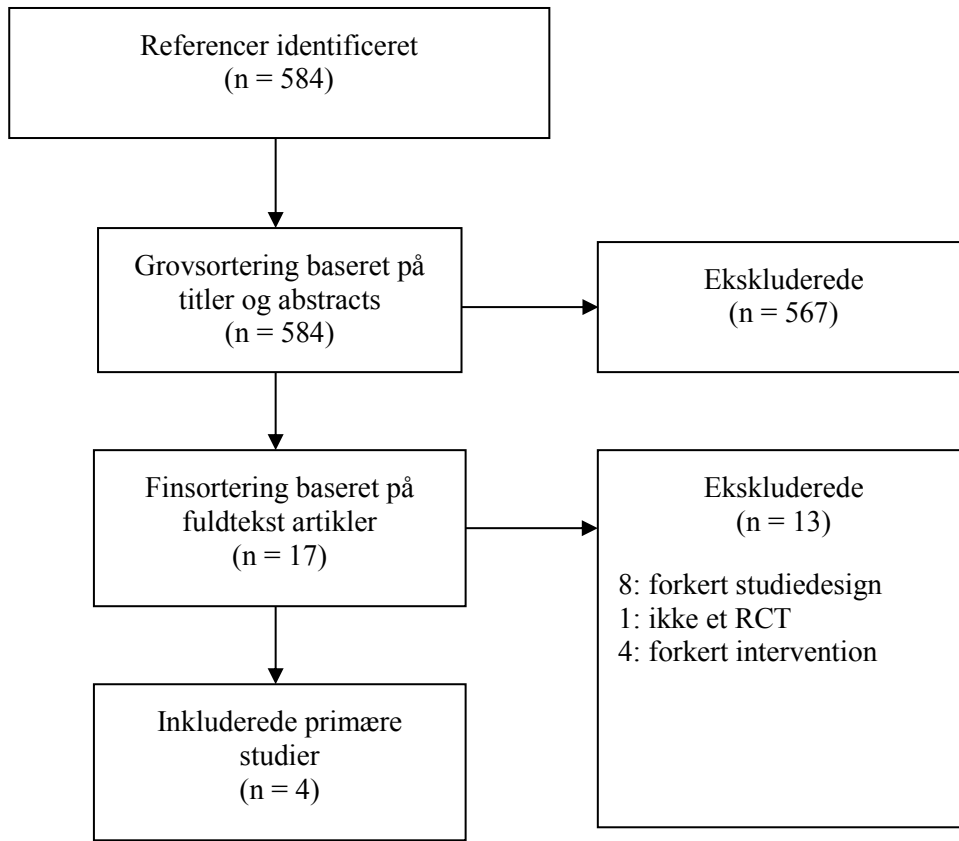 Referencer identificeret
(n = 584)
Grovsortering baseret på
titler og abstracts
(n = 584)
Ekskluderede
(n = 567)
Finsortering baseret på
fuldtekst artikler
(n = 17)
Ekskluderede
(n = 13)
8: forkert studiedesign
1: ikke et RCT
4: forkert intervention
Inkluderede primære
studier
(n = 4)